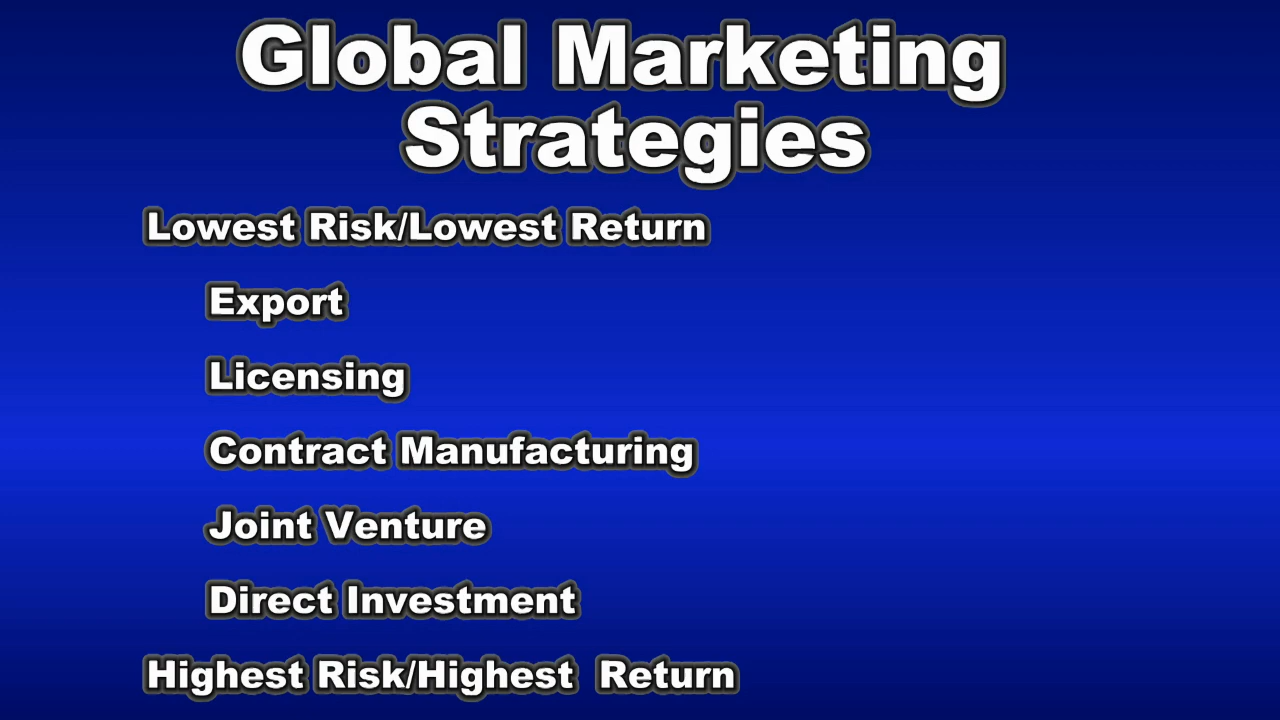 Global Marketing
Strategies
Lowest Risk/Lowest Return
Export
Licensing
Contract Manufacturing
Joint Venture
Direct Investment
Highest Risk/Highest  Return